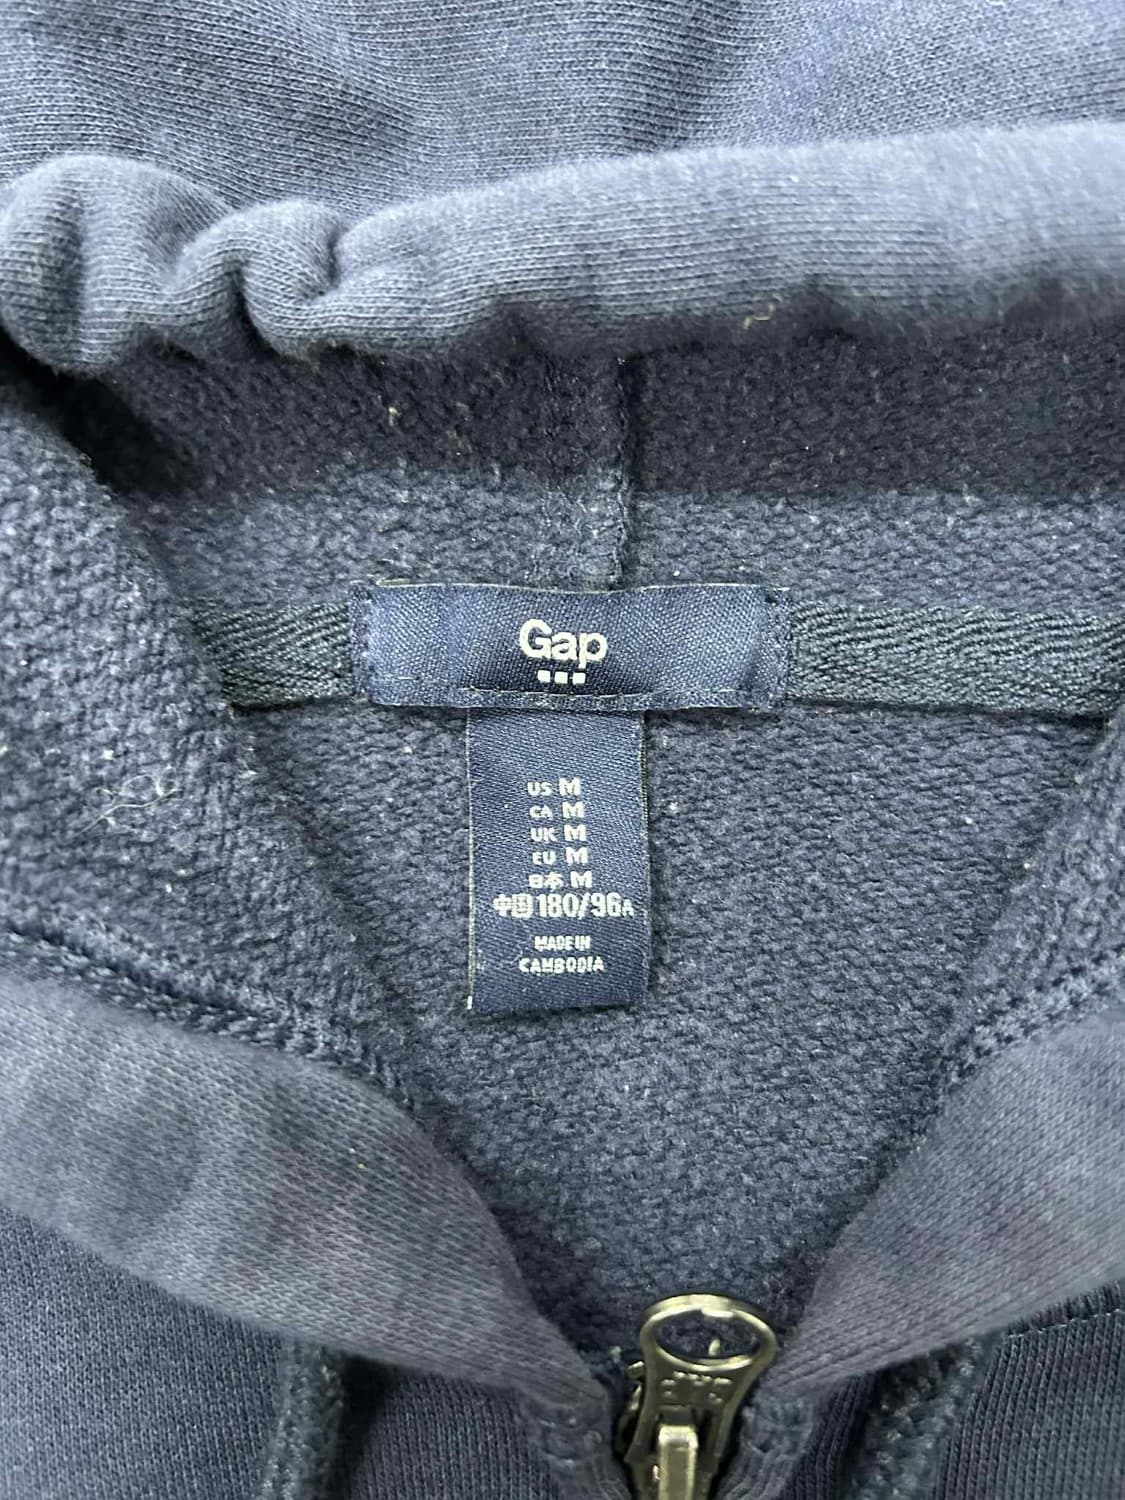 Gap
US M
CA M
UK M
EU M
日本 M
中国 180/96A
MADE IN
CAMBODIA